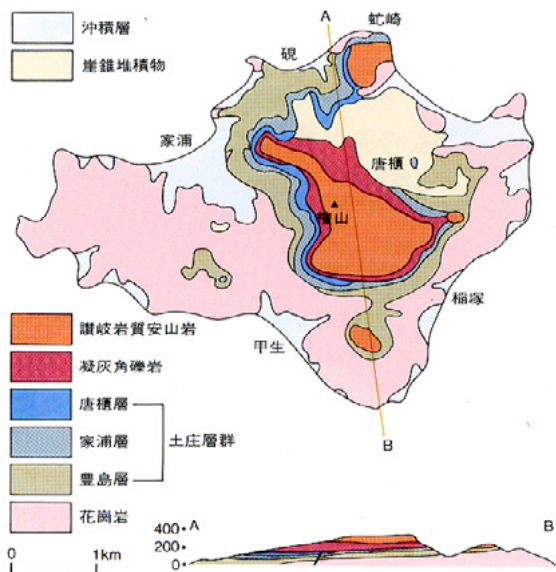 沖積層
崖錐堆積物
A
虻崎
硯
家浦
唐櫃
檀山
稲塚
甲生
B
讃岐岩質安山岩
凝灰角礫岩
唐櫃層
家浦層
土庄層群
豊島層
花崗岩
0 1km
400
200
0
A
B